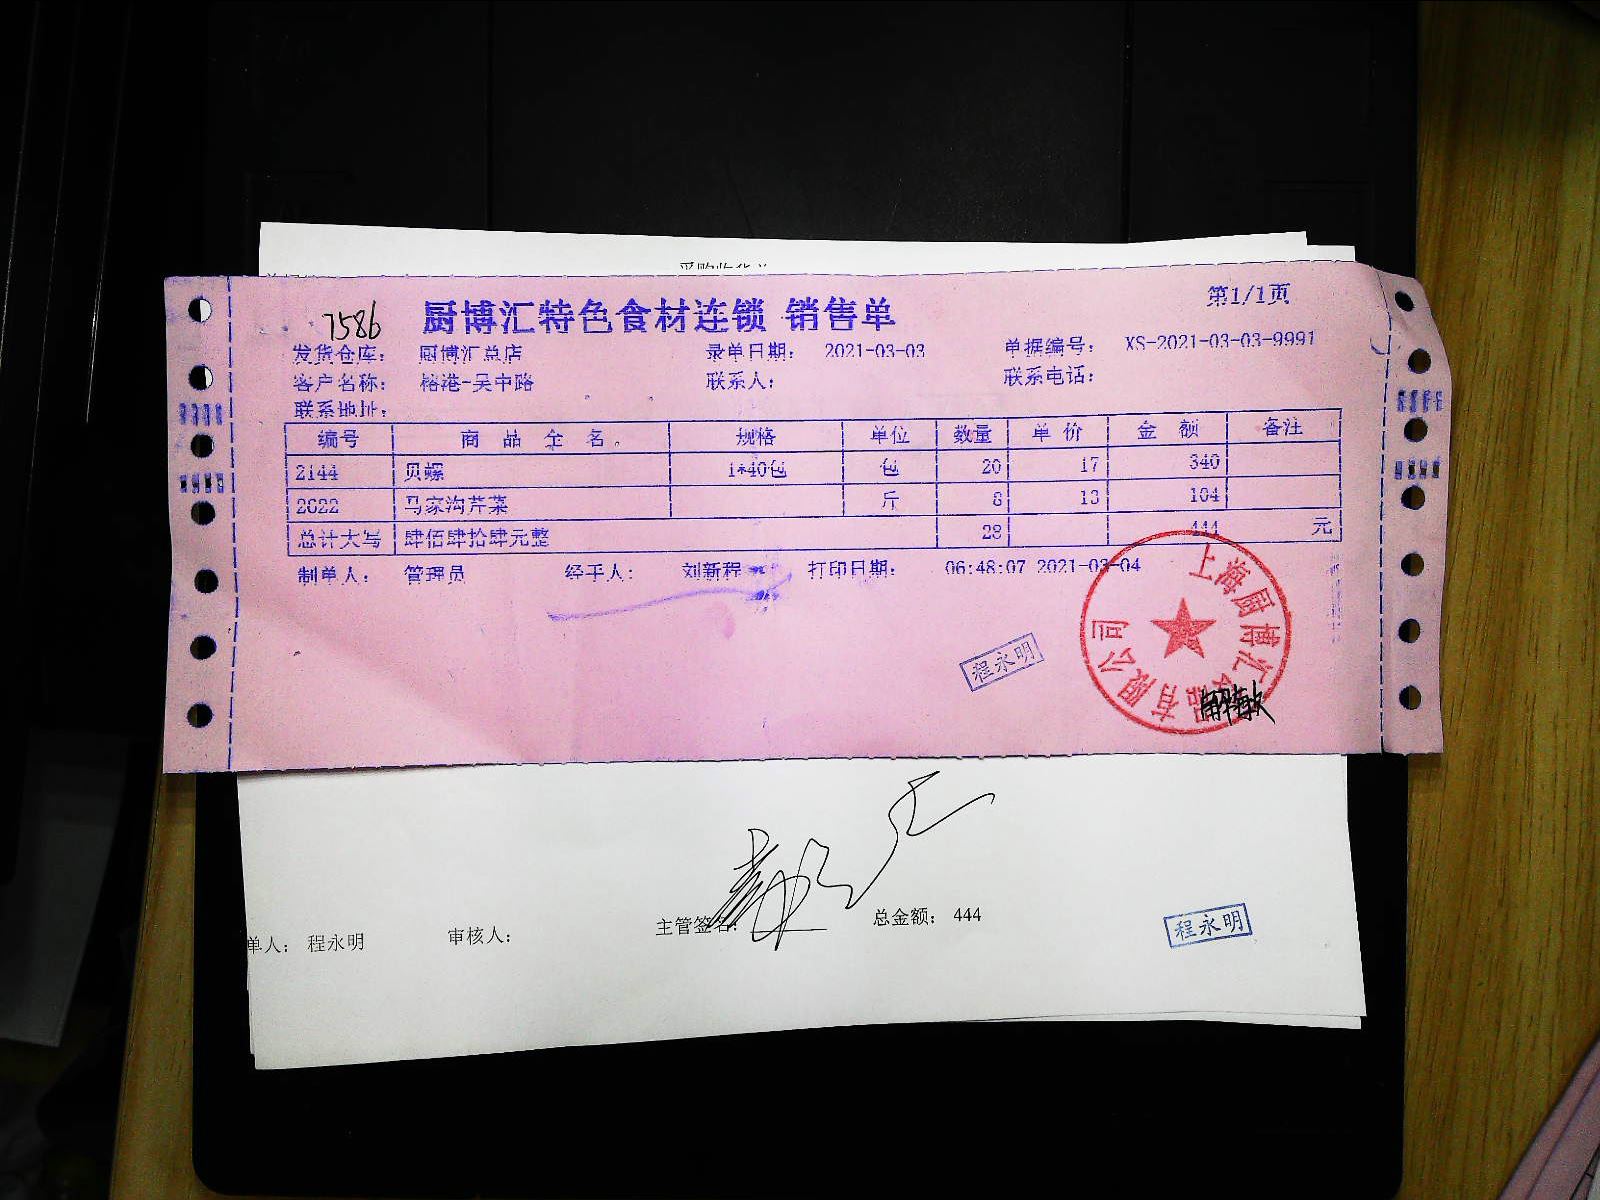 采购收货单
7586
厨博汇特色食材连锁 销售单
第1/1页
发货仓库: 厨博汇总店 录单日期: 2021-03-03 单据编号: XS-2021-03-03-9991
客户名称: 榕港-吴中路 联系人: 联系电话:
联系地址:
编号 商品全名 规格 单位 数量 单价 金额 备注
2144 贝螺 1*40包 包 20 17 340
2622 马家沟芹菜 斤 8 13 104
总计大写 肆佰肆拾肆元整 28 444 元
制单人: 管理员 经手人: 刘新程 打印日期: 06:48:07 2021-03-04
上海厨博汇
有限公司
程永明
主管签名: 总金额: 444
单人: 程永明 审核人:
程永明